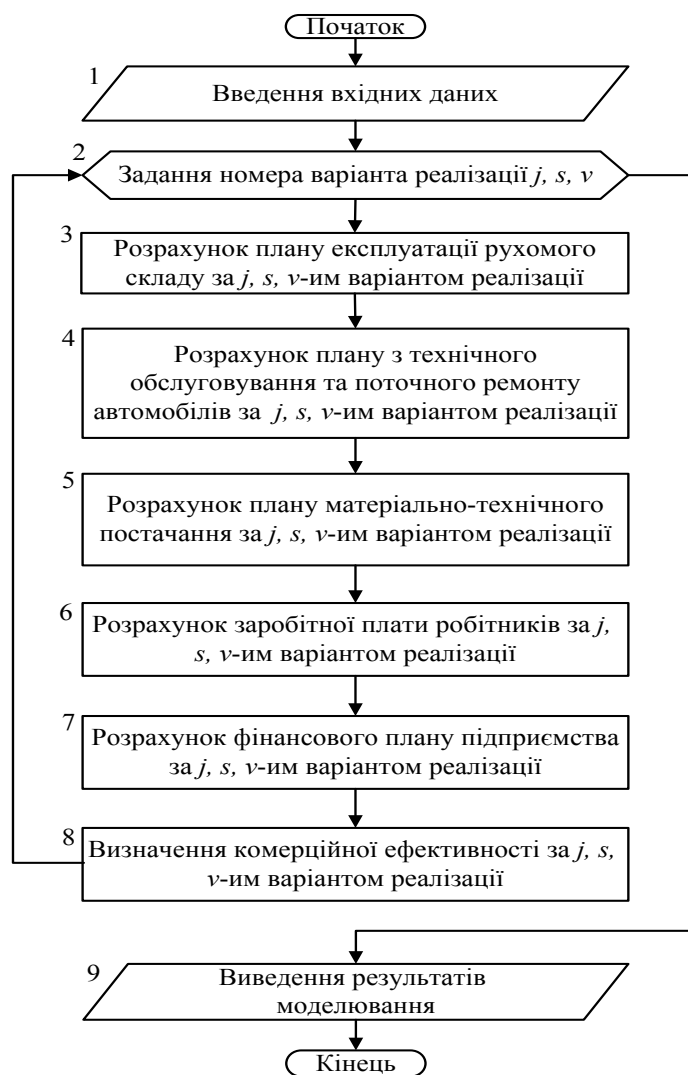 Початок
1
Введення вхідних даних
2
Задання номера варіанта реалізації j, s, v
3
Розрахунок плану експлуатації рухомого
складу за j, s, v-им варіантом реалізації
4
Розрахунок плану з технічного
обслуговування та поточного ремонту
автомобілів за j, s, v-им варіантом реалізації
5
Розрахунок плану матеріально-технічного
постачання за j, s, v-им варіантом реалізації
6
Розрахунок заробітної плати робітників за j,
s, v-им варіантом реалізації
7
Розрахунок фінансового плану підприємства
за j, s, v-им варіантом реалізації
8
Визначення комерційної ефективності за j, s,
v-им варіантом реалізації
9
Виведення результатів
моделювання
Кінець